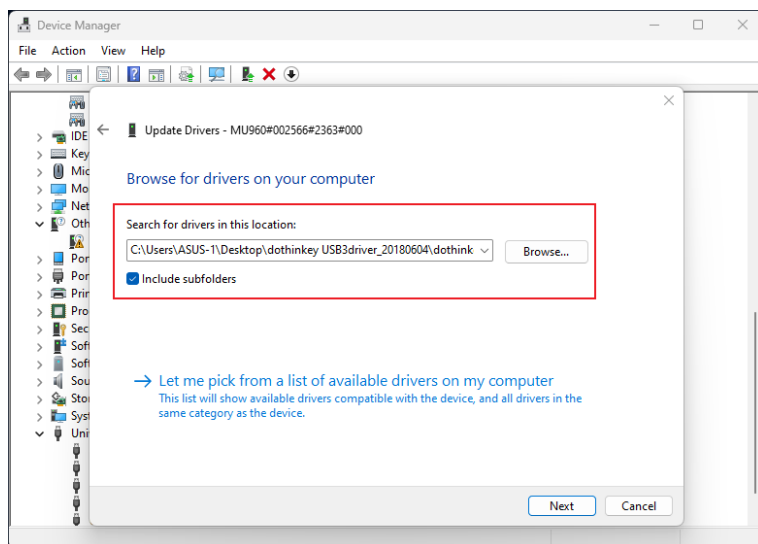 Device Manager
File Action View Help
IDE
Key
Mic
Mo
Net
Oth
Por
Por
Prin
Pro
Sec
Soft
Soft
Sou
Sto
Syst
Uni
Update Drivers - MU960#002566#2363#000
Browse for drivers on your computer
Search for drivers in this location:
C:\Users\ASUS-1\Desktop\dothinkey USB3driver_20180604\dothink
Browse...
Include subfolders
Let me pick from a list of available drivers on my computer
This list will show available drivers compatible with the device, and all drivers in the
same category as the device.
Next Cancel